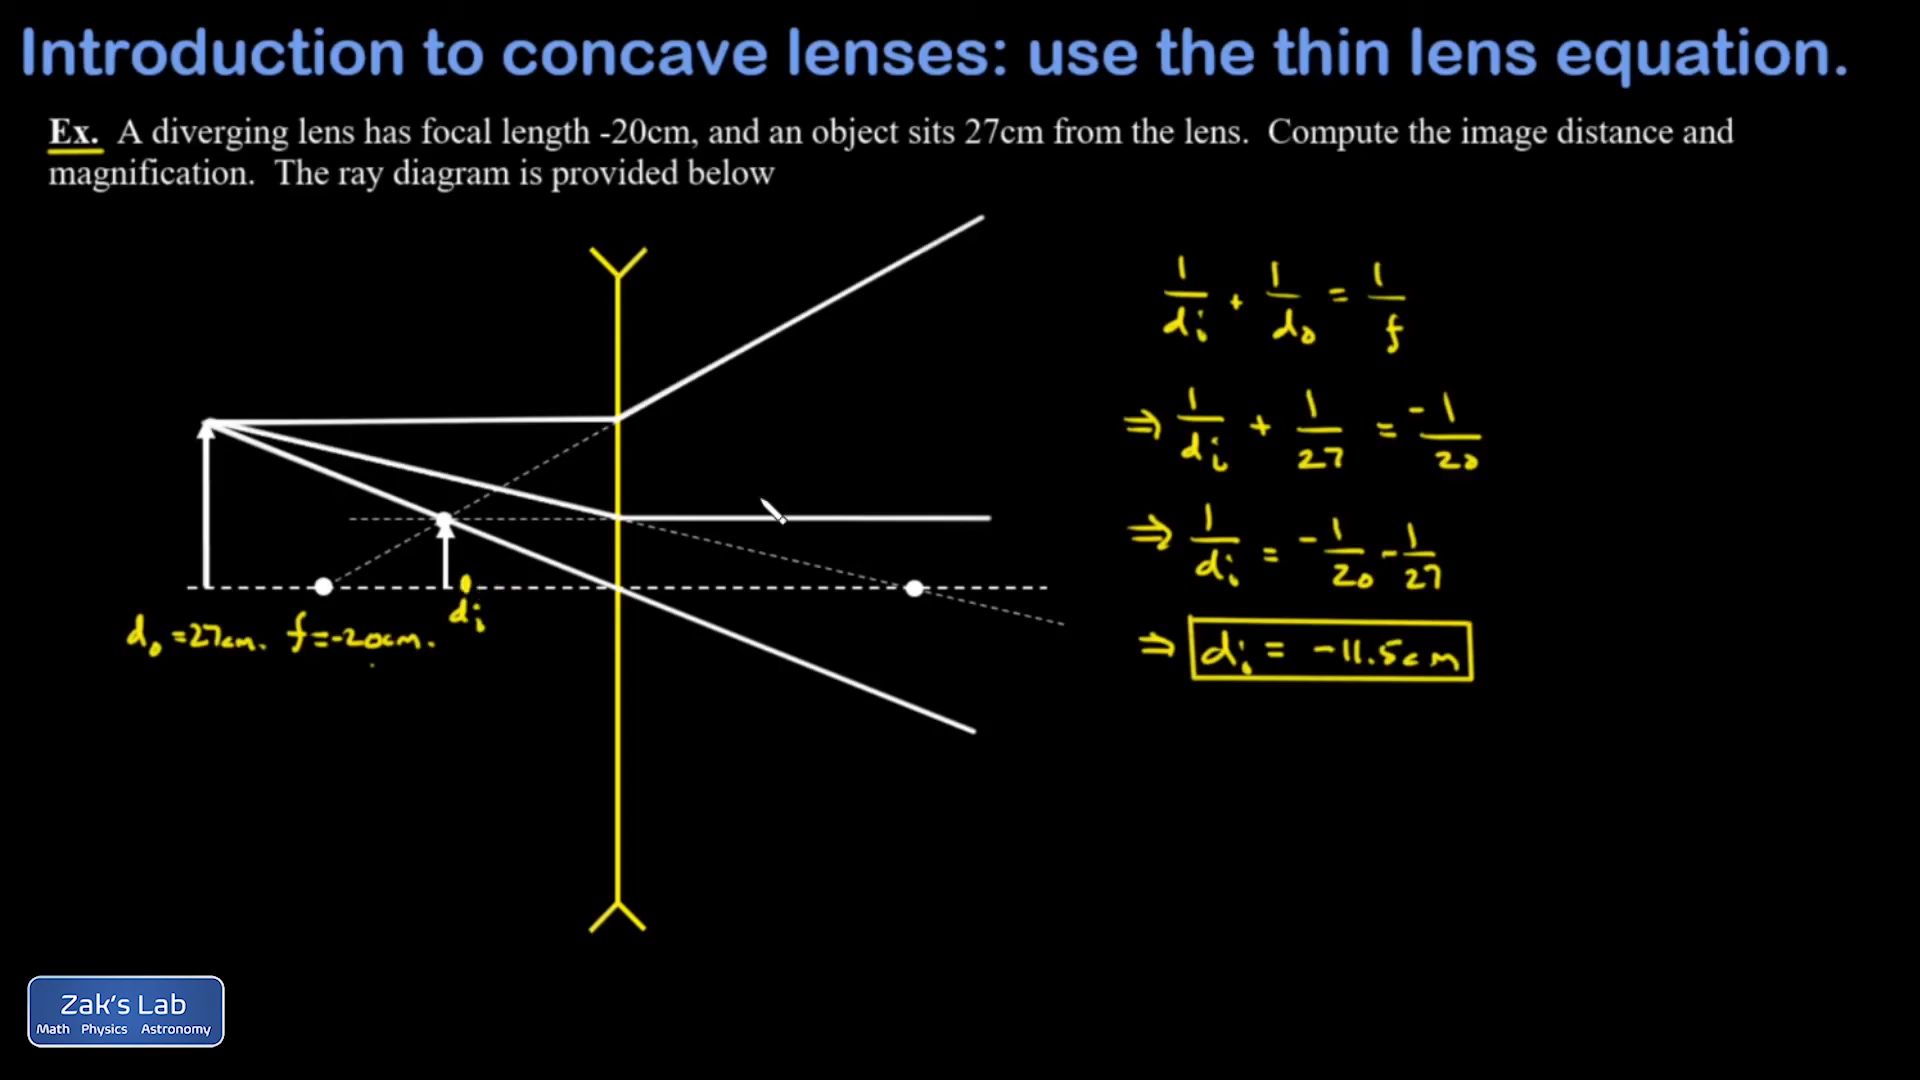 Introduction to concave lenses: use the thin lens equation.
Ex. A diverging lens has focal length -20cm, and an object sits 27cm from the lens. Compute the image distance and
magnification. The ray diagram is provided below
1/di + 1/do = 1/f
⇒ 1/di + 1/27 = -1/20
⇒ 1/di = -1/20 - 1/27
⇒ di = -11.5cm
di
do = 27cm. f = -20cm.
Zak's Lab
Math Physics Astronomy